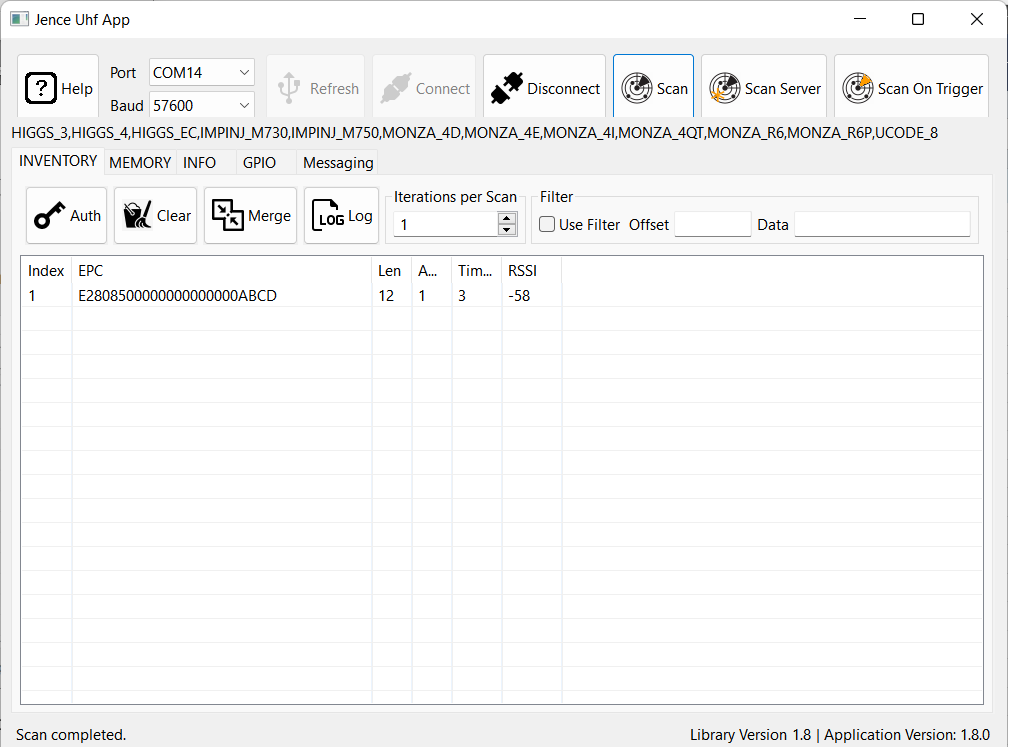 Jence Uhf App
? Help Port COM14 Refresh Connect Disconnect Scan Scan Server Scan On Trigger
Baud 57600
HIGGS_3,HIGGS_4,HIGGS_EC,IMPINJ_M730,IMPINJ_M750,MONZA_4D,MONZA_4E,MONZA_4I,MONZA_4QT,MONZA_R6,MONZA_R6P,UCODE_8
INVENTORY MEMORY INFO GPIO Messaging
Iterations per Scan Filter
Auth Clear Merge LOG Log 1 Use Filter Offset Data
Index EPC Len A... Tim... RSSI
1 E2808500000000000000ABCD 12 1 3 -58
Scan completed. Library Version 1.8 | Application Version: 1.8.0